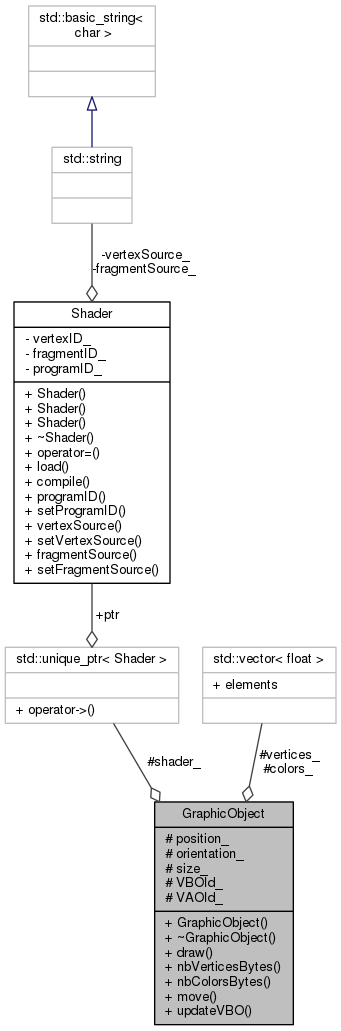 std::basic_string<
char >
std::string
-vertexSource_
-fragmentSource_
Shader
- vertexID_
- fragmentID_
- programID_
+ Shader()
+ Shader()
+ Shader()
+ ~Shader()
+ operator=()
+ load()
+ compile()
+ programID()
+ setProgramID()
+ vertexSource()
+ setVertexSource()
+ fragmentSource()
+ setFragmentSource()
+ptr
std::unique_ptr< Shader >
+ operator->()
std::vector< float >
+ elements
#shader_
#vertices_
#colors_
GraphicObject
# position_
# orientation_
# size_
# VBOId_
# VAOId_
+ GraphicObject()
+ ~GraphicObject()
+ draw()
+ nbVerticesBytes()
+ nbColorsBytes()
+ move()
+ updateVBO()